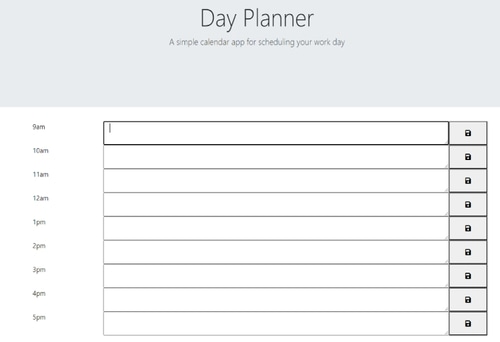 Day Planner
A simple calendar app for scheduling your work day
9am
10am
11am
12am
1pm
2pm
3pm
4pm
5pm